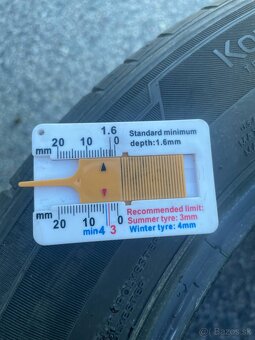 1.6
Standard minimum
mm 20 10 0 depth:1.6mm
mm 20 10 0 Recommended limit:
Summer tyre: 3mm
min4 3 Winter tyre: 4mm
Bazos.sk